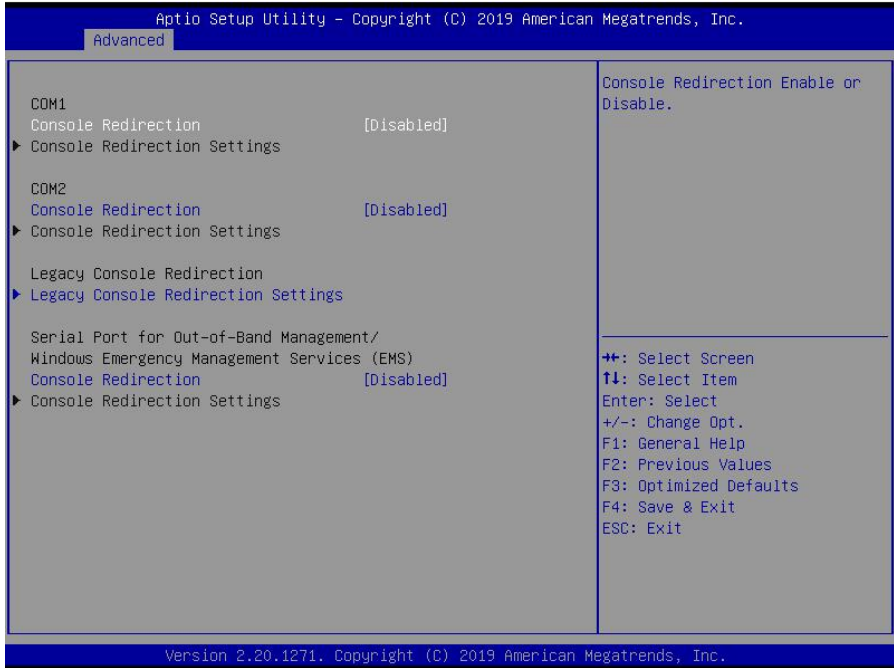 Aptio Setup Utility – Copyright (C) 2019 American Megatrends, Inc.
Advanced
COM1
Console Redirection [Disabled]
▶ Console Redirection Settings
COM2
Console Redirection [Disabled]
▶ Console Redirection Settings
Legacy Console Redirection
▶ Legacy Console Redirection Settings
Serial Port for Out-of-Band Management/
Windows Emergency Management Services (EMS)
Console Redirection [Disabled]
▶ Console Redirection Settings
Console Redirection Enable or
Disable.
→←: Select Screen
↑↓: Select Item
Enter: Select
+/-: Change Opt.
F1: General Help
F2: Previous Values
F3: Optimized Defaults
F4: Save & Exit
ESC: Exit
Version 2.20.1271. Copyright (C) 2019 American Megatrends, Inc.